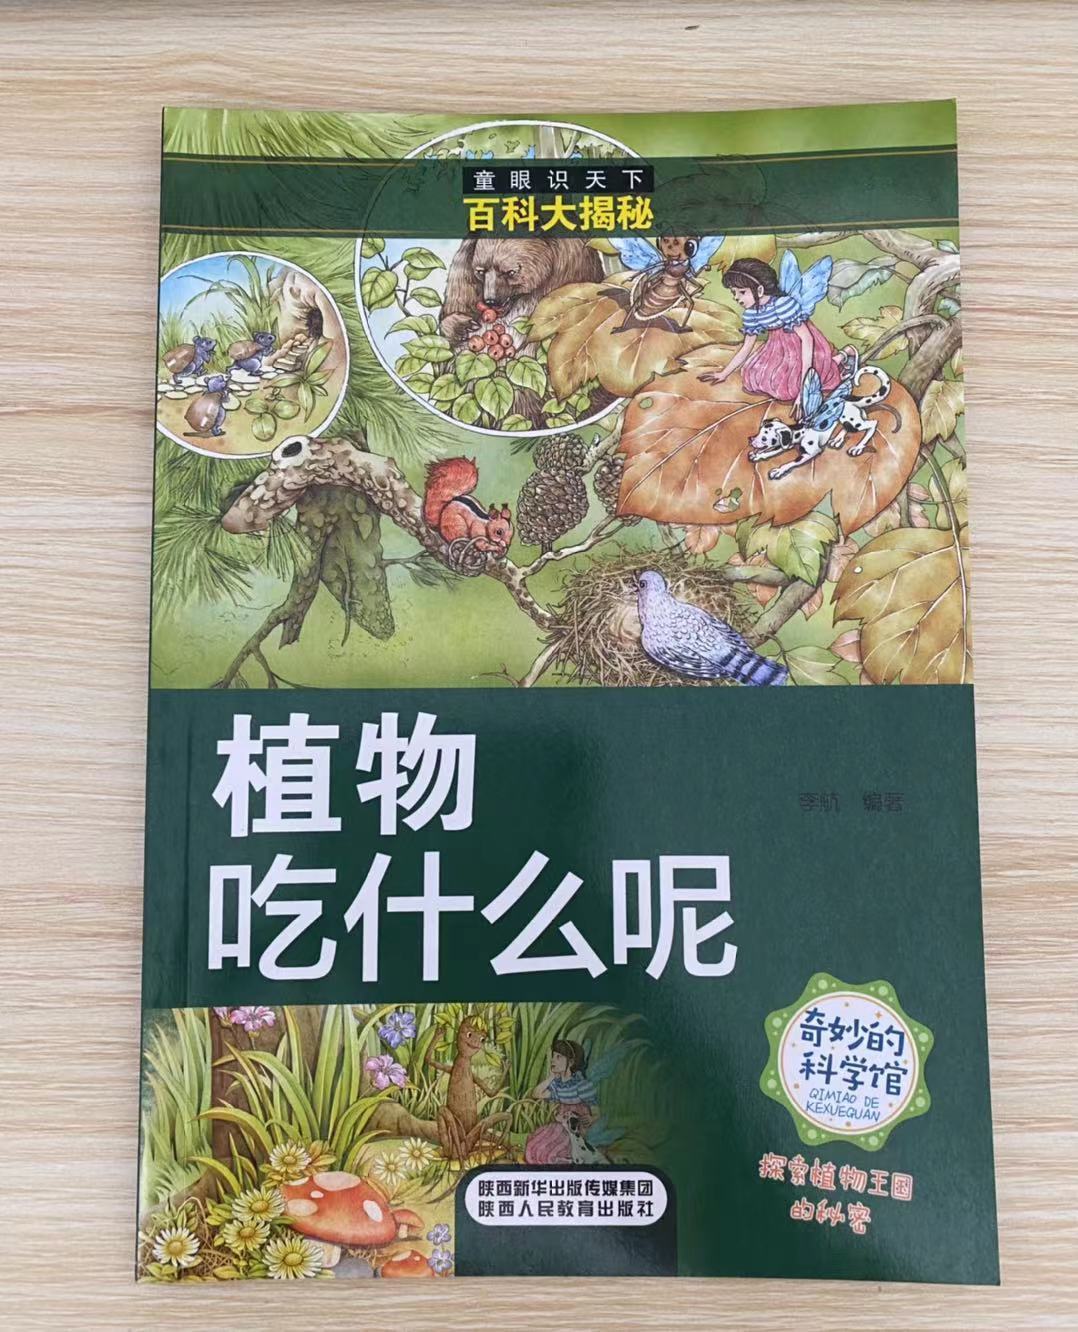 童眼识天下
百科大揭秘
植物
吃什么呢
李航 编著
奇妙的
科学馆
QIMIAO DE
KEXUEGUAN
探索植物王国
的秘密
陕西新华出版传媒集团
陕西人民教育出版社